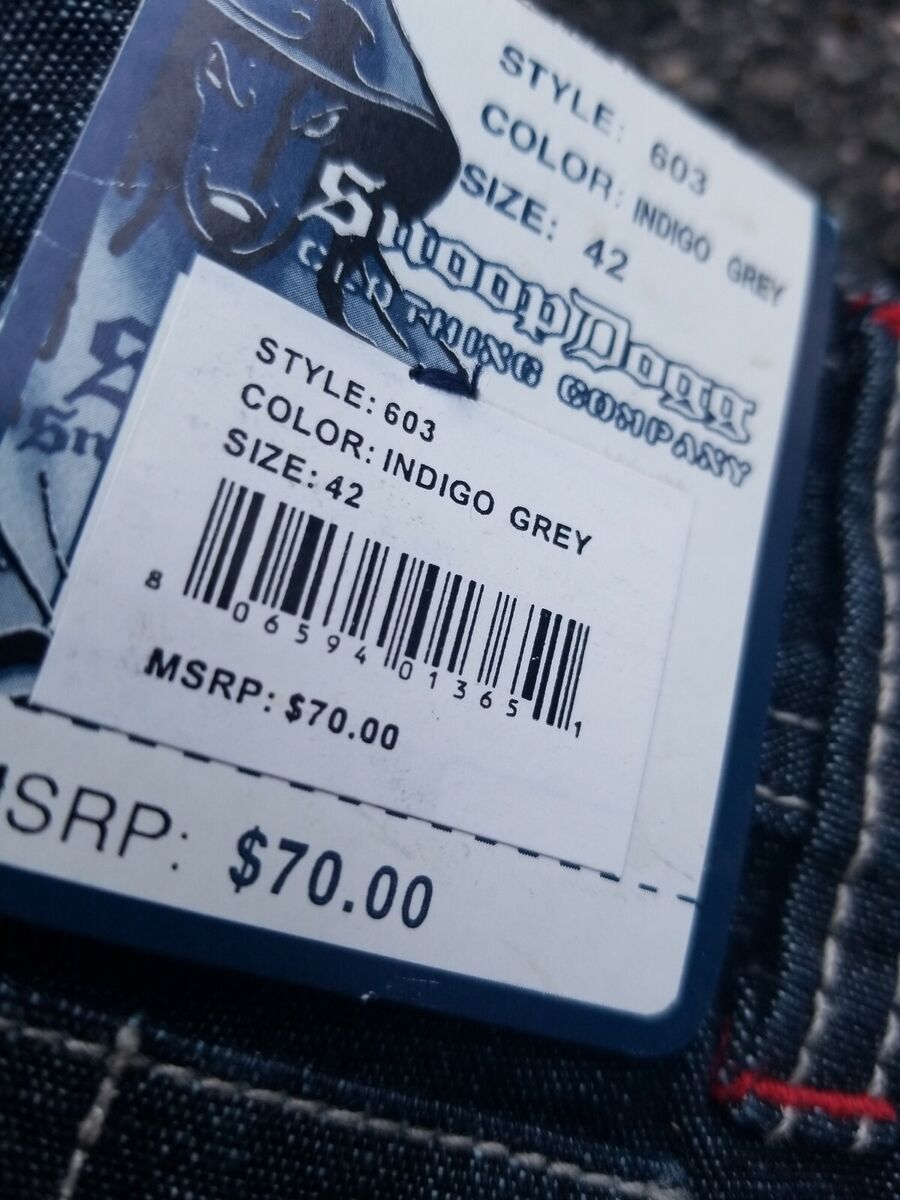 STYLE: 603
COLOR: INDIGO GREY
SIZE: 42
Snoop Dogg
CLOTHING COMPANY
STYLE: 603
COLOR: INDIGO GREY
SIZE: 42
8 06594 01365 1
MSRP: $70.00
MSRP: $70.00